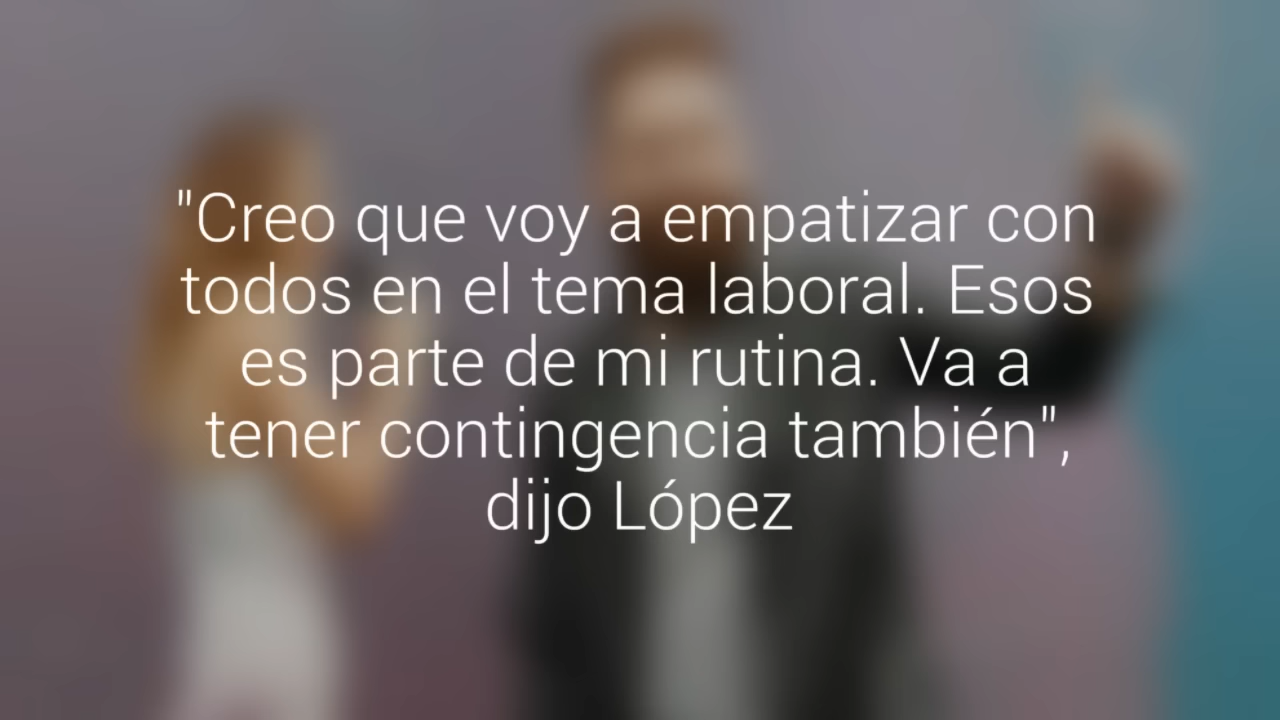 "Creo que voy a empatizar con
todos en el tema laboral. Esos
es parte de mi rutina. Va a
tener contingencia también",
dijo López